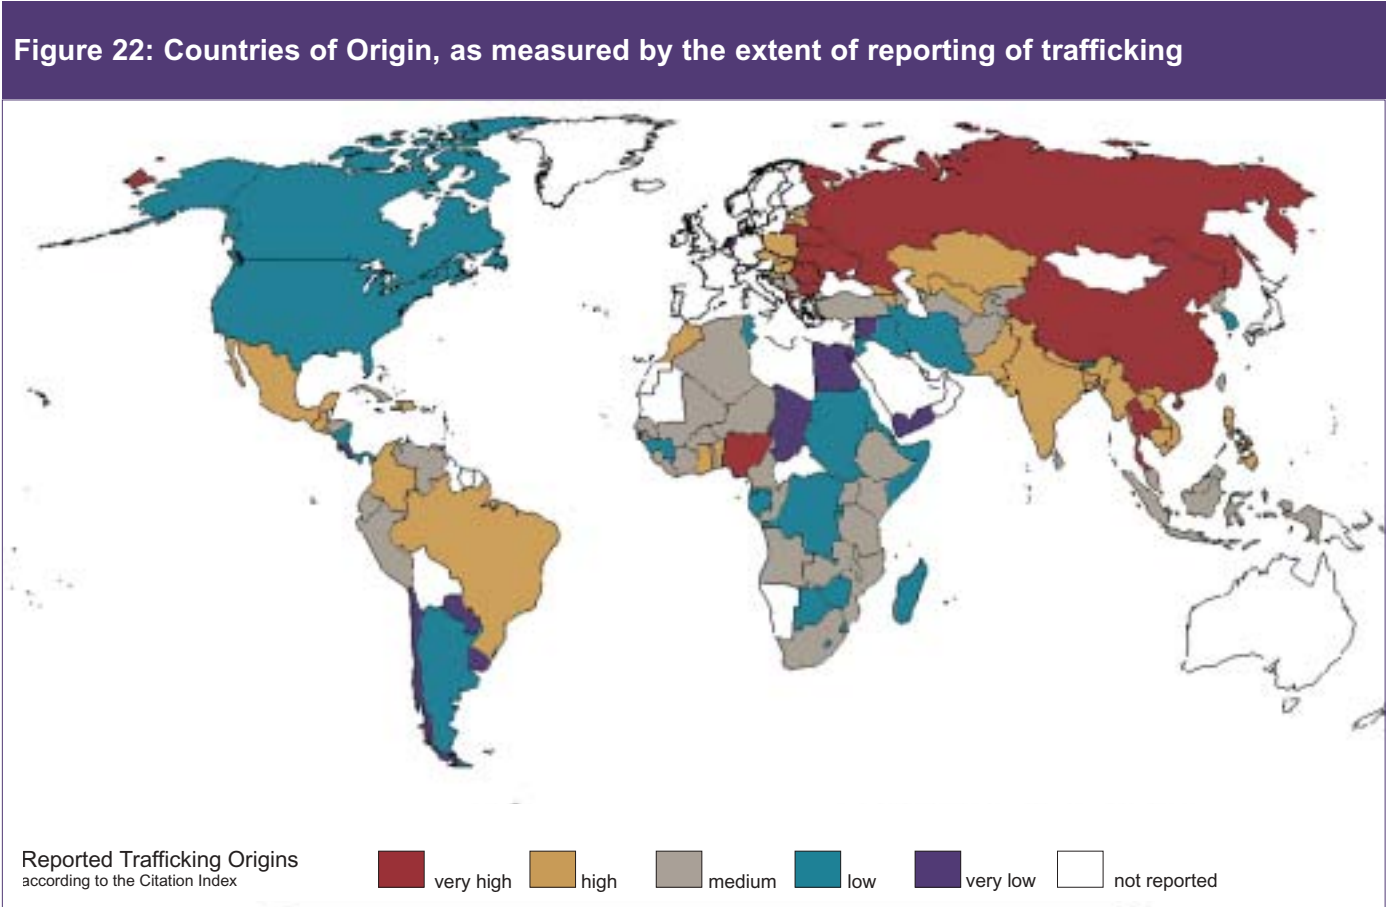 Figure 22: Countries of Origin, as measured by the extent of reporting of trafficking
Reported Trafficking Origins
according to the Citation Index
very high
high
medium
low
very low
not reported